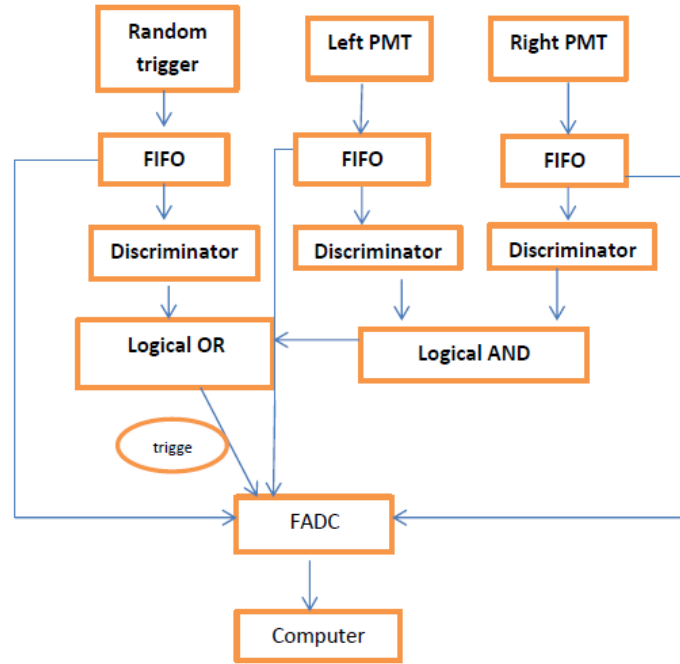 Random
trigger
Left PMT
Right PMT
FIFO
FIFO
FIFO
Discriminator
Discriminator
Discriminator
Logical OR
Logical AND
trigge
FADC
Computer